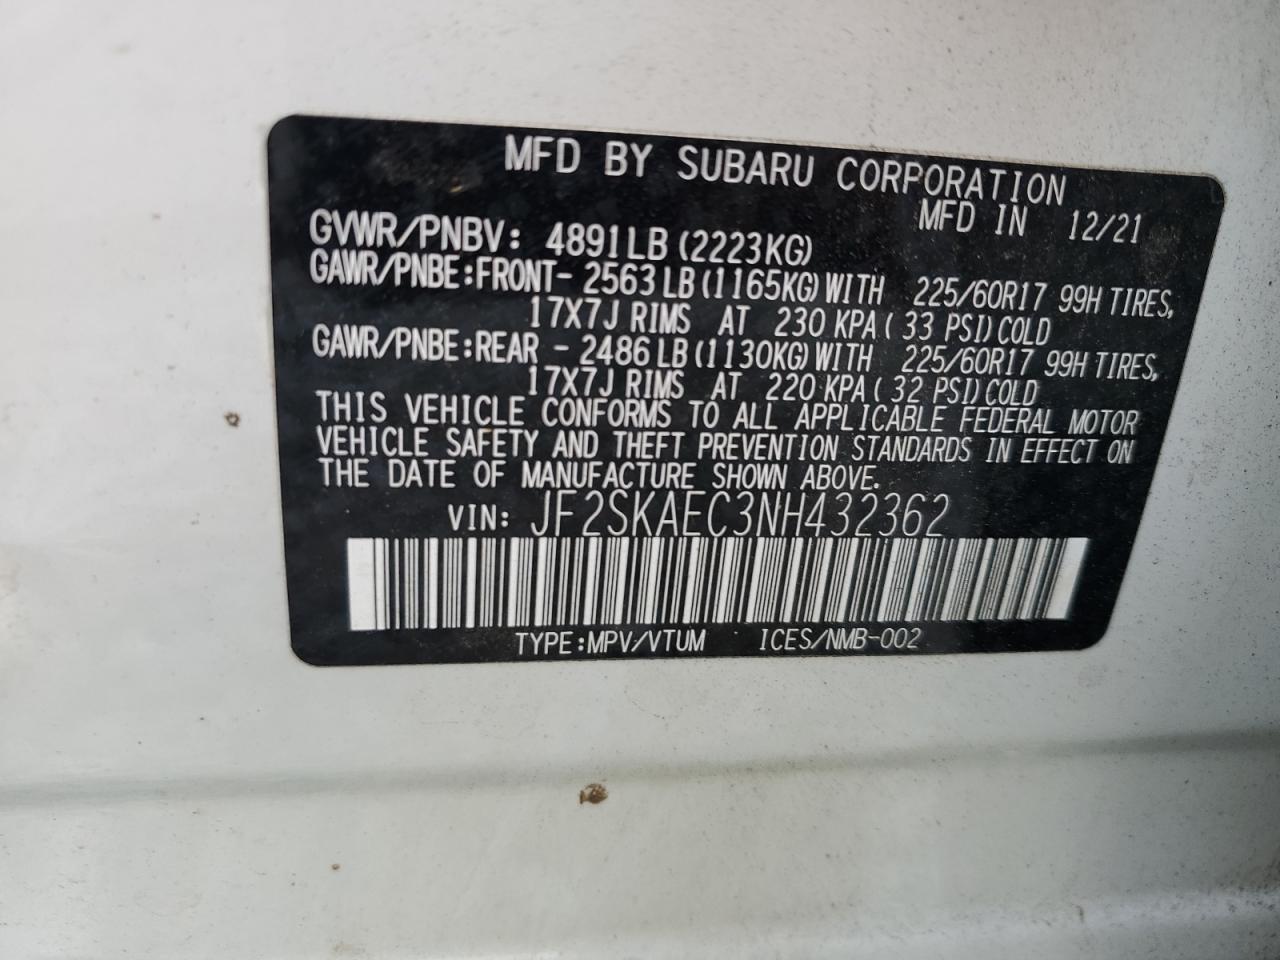 MFD BY SUBARU CORPORATION
MFD IN 12/21
GVWR/PNBV: 4891LB (2223KG)
GAWR/PNBE:FRONT- 2563LB(1165KG)WITH 225/60R17 99H TIRES,
17X7J RIMS AT 230 KPA( 33 PSI)COLD
GAWR/PNBE:REAR - 2486LB(1130KG)WITH 225/60R17 99H TIRES,
17X7J RIMS AT 220 KPA( 32 PSI)COLD
THIS VEHICLE CONFORMS TO ALL APPLICABLE FEDERAL MOTOR
VEHICLE SAFETY AND THEFT PREVENTION STANDARDS IN EFFECT ON
THE DATE OF MANUFACTURE SHOWN ABOVE.
VIN: JF2SKAEC3NH432362
TYPE:MPV/VTUM ICES/NMB-002